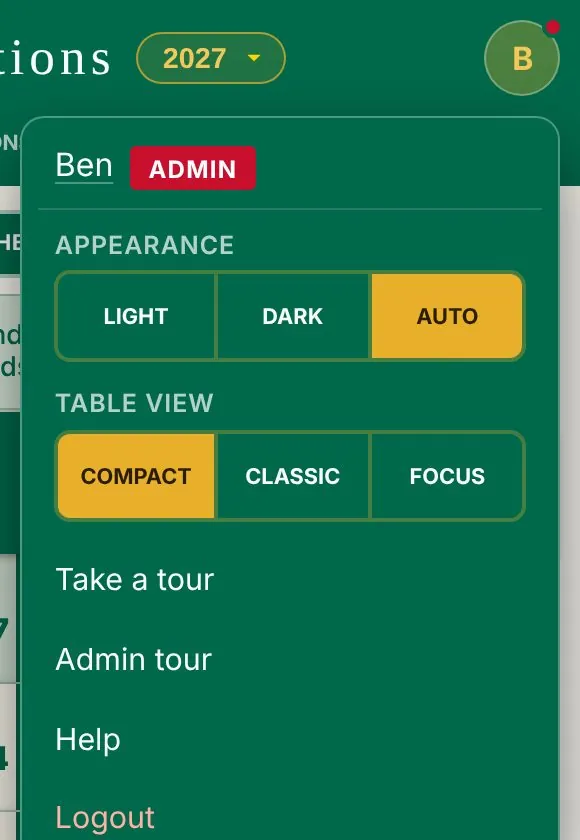 tions 2027 B
Ben ADMIN
APPEARANCE
LIGHT DARK AUTO
TABLE VIEW
COMPACT CLASSIC FOCUS
Take a tour
Admin tour
Help
Logout